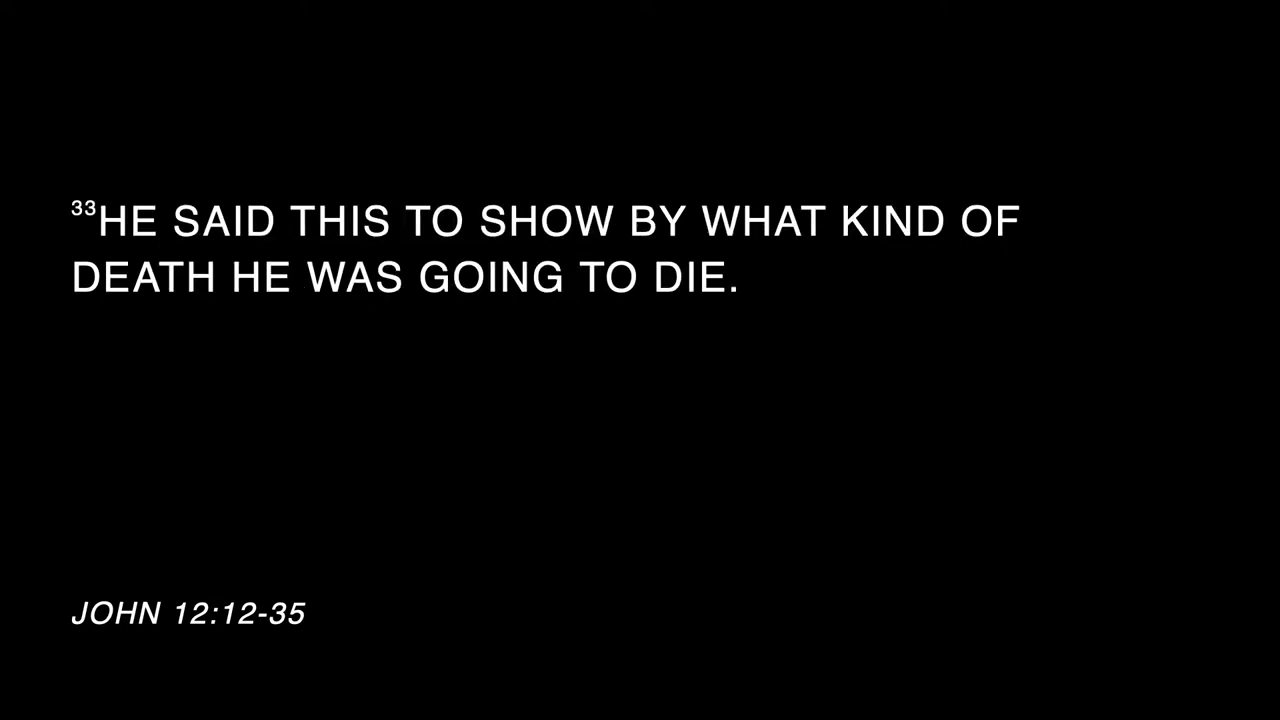 33HE SAID THIS TO SHOW BY WHAT KIND OF
DEATH HE WAS GOING TO DIE.
JOHN 12:12-35